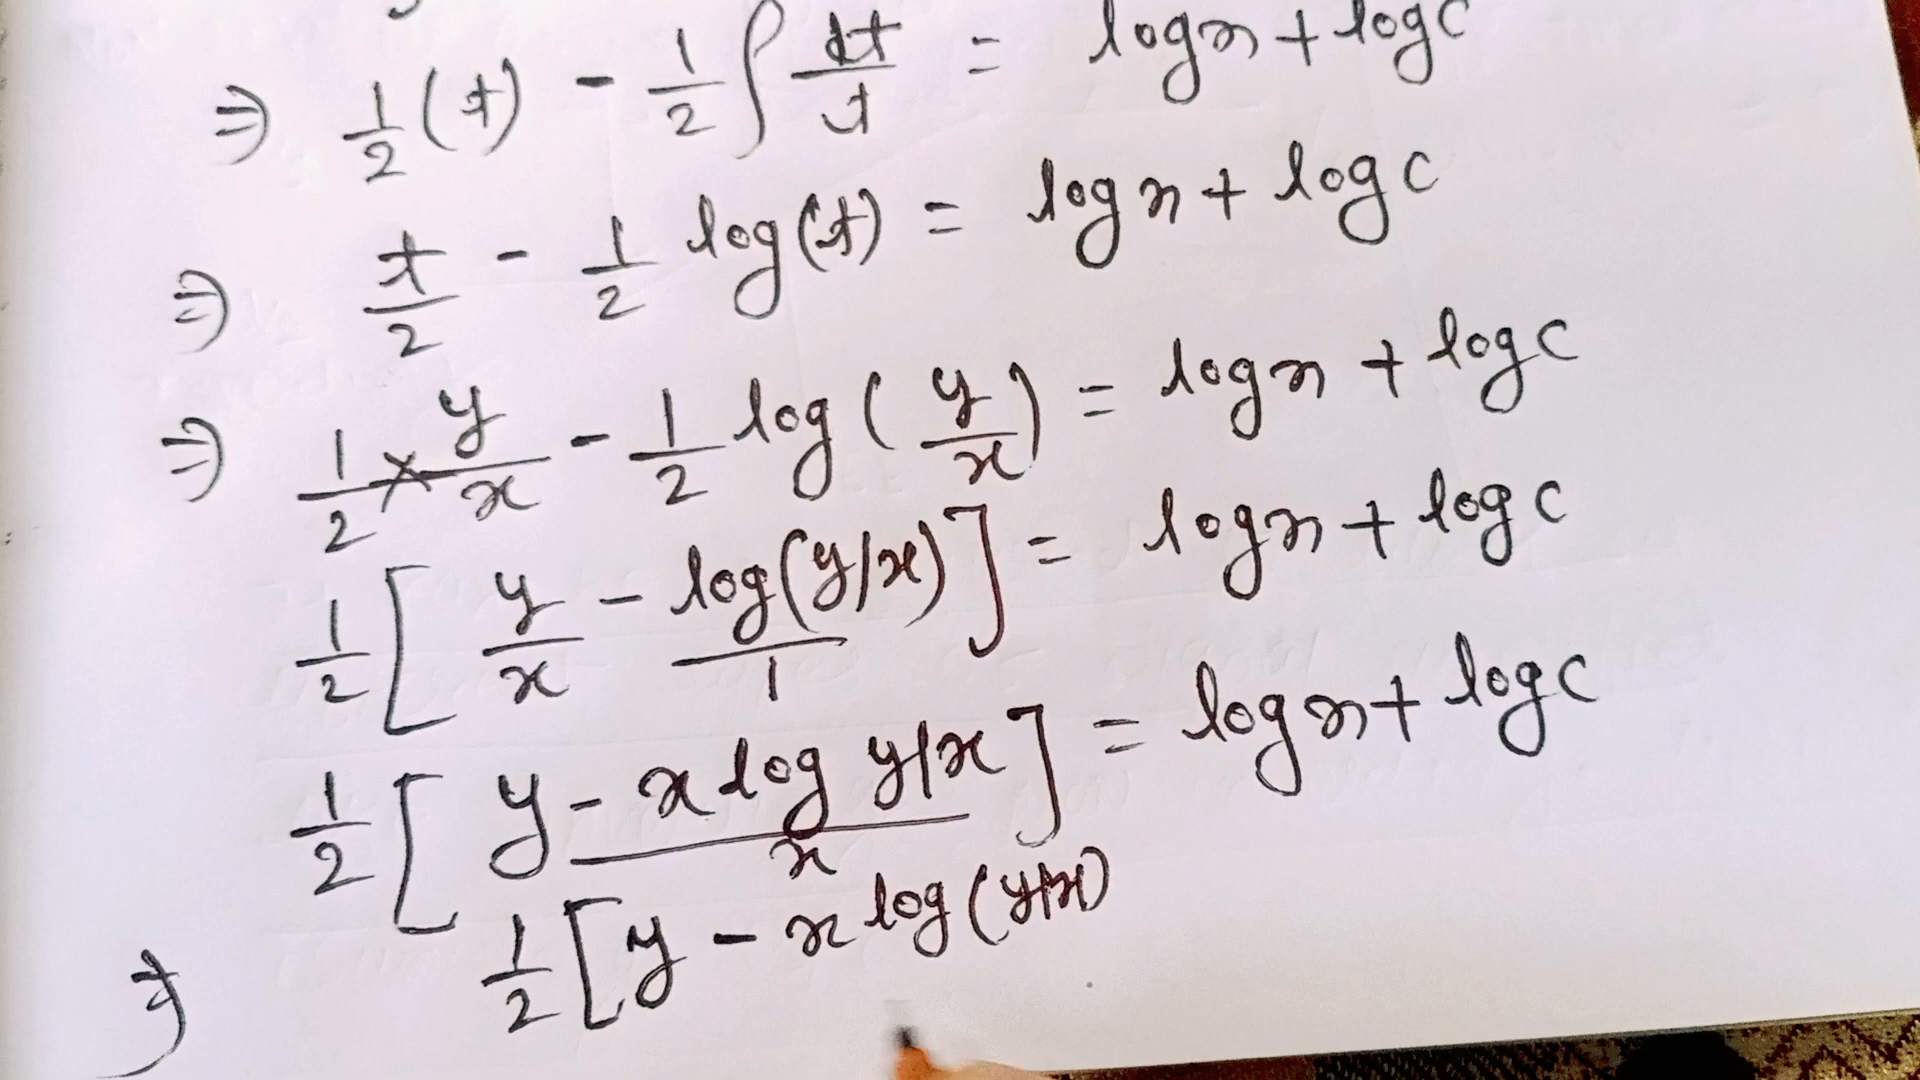 ⇒ 1/2 (t) - 1/2 ∫ dt/t = log x + log c
⇒ t/2 - 1/2 log(t) = log x + log c
⇒ 1/2 × y/x - 1/2 log (y/x) = log x + log c
1/2 [ y/x - log(y/x)/1 ] = log x + log c
1/2 [ y - x log y/x / x ] = log x + log c
⇒ 1/2 [ y - x log (y/x)